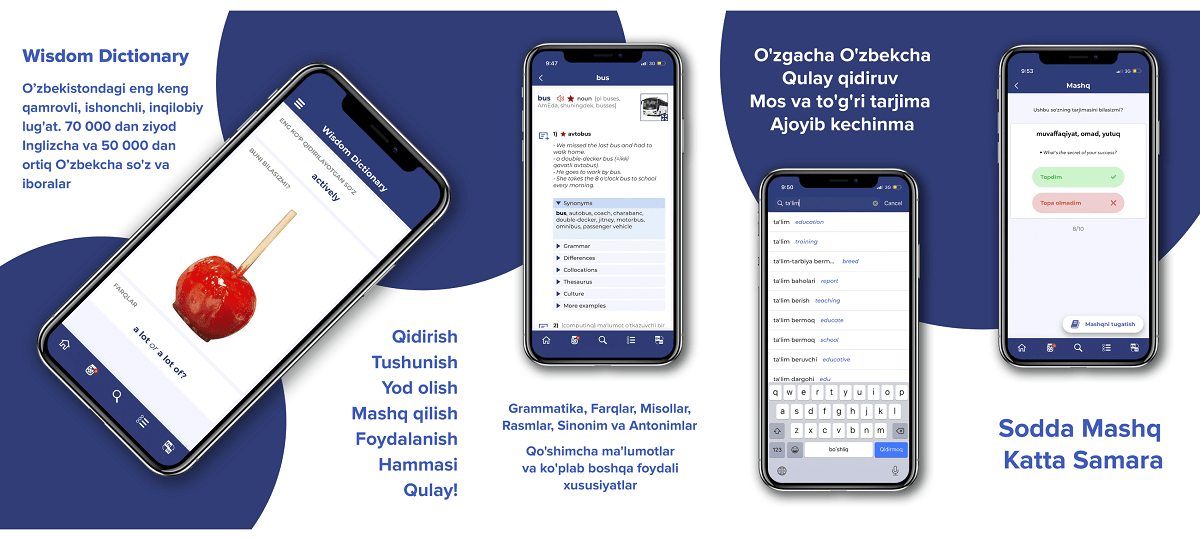 Wisdom Dictionary
O'zbekistondagi eng keng
qamrovli, ishonchli, inqilobiy
lug'at. 70 000 dan ziyod
Inglizcha va 50 000 dan
ortiq O'zbekcha so'z va
iboralar
Wisdom Dictionary
ENG KO'P QIDIRILAYOTGAN SO'Z
actively
BUNI BILASIZMI?
FARQLAR
a lot or a lot of?
Qidirish
Tushunish
Yod olish
Mashq qilish
Foydalanish
Hammasi
Qulay!
9:47
3G
bus
bus noun [pl buses,
AmEda, shuningdek, busses]
1) avtobus
- We missed the last bus and had to
walk home.
- a double-decker bus (=ikki
qavatli avtobus)
- He goes to work by bus.
- She takes the 8 o'clock bus to school
every morning.
Synonyms
bus, autobus, coach, charabanc,
double-decker, jitney, motorbus,
omnibus, passenger vehicle
Grammar
Differences
Collocations
Thesaurus
Culture
More examples
2) [computing] ma'lumot o'tkazuvchi bir
Grammatika, Farqlar, Misollar,
Rasmlar, Sinonim va Antonimlar
Qo'shimcha ma'lumotlar
va ko'plab boshqa foydali
xususiyatlar
O'zgacha O'zbekcha
Qulay qidiruv
Mos va to'g'ri tarjima
Ajoyib kechinma
9:50
3G
ta'lim
Cancel
ta'lim education
ta'lim training
ta'lim-tarbiya berm... breed
ta'lim baholari report
ta'lim berish teaching
ta'lim bermoq educate
ta'lim bermoq school
ta'lim beruvchi educative
ta'lim dargohi edu
q w e r t y u i o p
a s d f g h j k l
z x c v b n m
123 bo'shliq Qidirmoq
9:53
3G
Mashq
Ushbu so'zning tarjimasini bilasizmi?
muvaffaqiyat, omad, yutuq
• What's the secret of your success?
Topdim
Topa olmadim
8/10
Mashqni tugatish
Sodda Mashq
Katta Samara